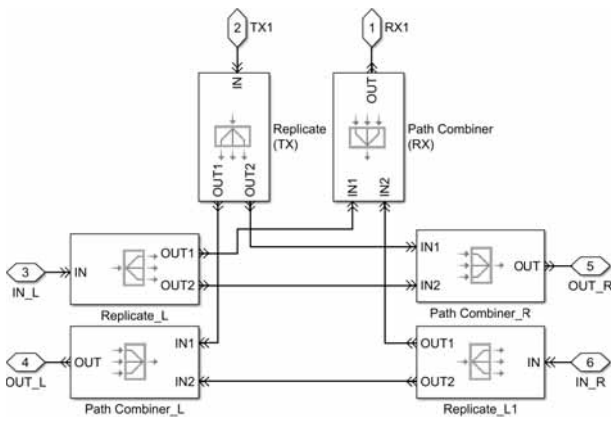 2 TX1
1 RX1
IN
OUT
Replicate
(TX)
Path Combiner
(RX)
OUT1
OUT2
IN1
IN2
3
IN_L
IN
OUT1
OUT2
Replicate_L
IN1
IN2
OUT
Path Combiner_R
5
OUT_R
4
OUT_L
OUT
IN1
IN2
Path Combiner_L
OUT1
OUT2
IN
Replicate_L1
6
IN_R